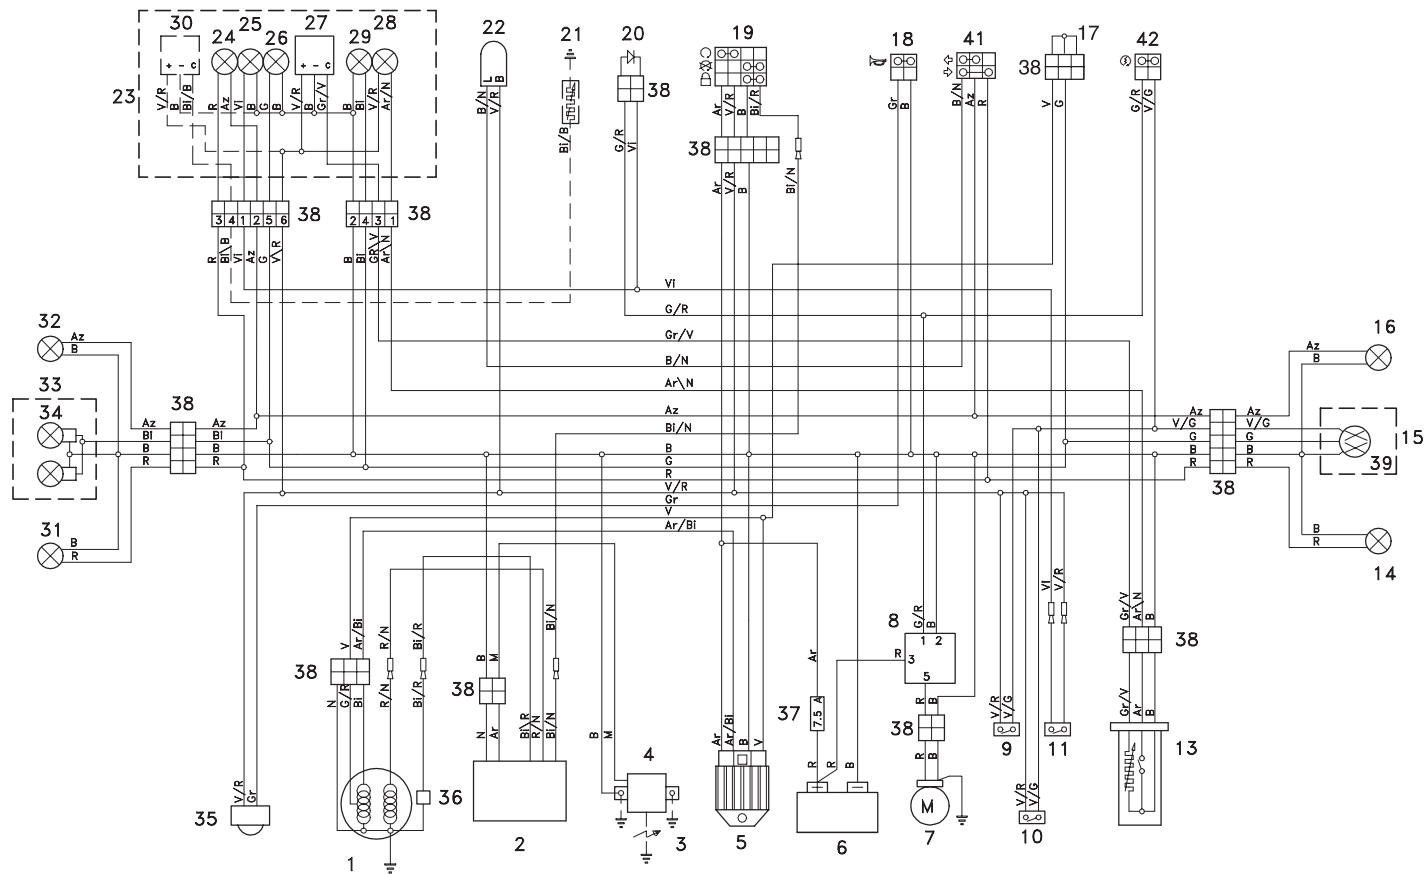 30
24
25
26
27
29
28
22
21
20
19
18
41
17
42
23
+ - C
+ - C
V/R
B
Bi/B
R
Az
Vi
B
G
B
V/R
B
Gr/V
B
Bi
V/R
Ar/N
L
B
B/N
V/R
Bi/B
38
G/R
Vi
Ar
V/R
B
Bi/R
38
Ar
V/R
B
Bi/N
Gr
B
B/N
Az
R
38
V
G
G/R
V/G
3 4 1 2 5 6
38
2 4 3 1
38
R
Bi\B
Vi
Az
G
V\R
B
Bi
GR\V
Ar\N
Vi
G/R
Gr/V
B/N
Ar\N
Az
Bi/N
B
G
R
V/R
Gr
V
Ar/Bi
32
Az
B
33
34
38
Az
Bi
B
R
Az
Bi
B
R
31
B
R
16
Az
B
Az
V/G
G
B
R
Az
V/G
G
B
R
15
39
38
B
R
14
V
Ar/Bi
R/N
Bi/R
38
N
G/R
Bi
R/N
Bi/R
36
1
B
M
38
N
Ar
Bi/N
Bi\R
R/N
Bi/N
2
B
M
4
3
Ar
Ar/Bi
B
V
5
Ar
37
7.5 A
R
R
B
6
8
G/R
B
1 2
R
3
5
R
B
38
R
B
M
7
V/R
V/G
9
V/R
V/G
10
Vi
V/R
11
Gr/V
Ar\N
B
38
Gr/V
Ar
B
13
V/R
Gr
35